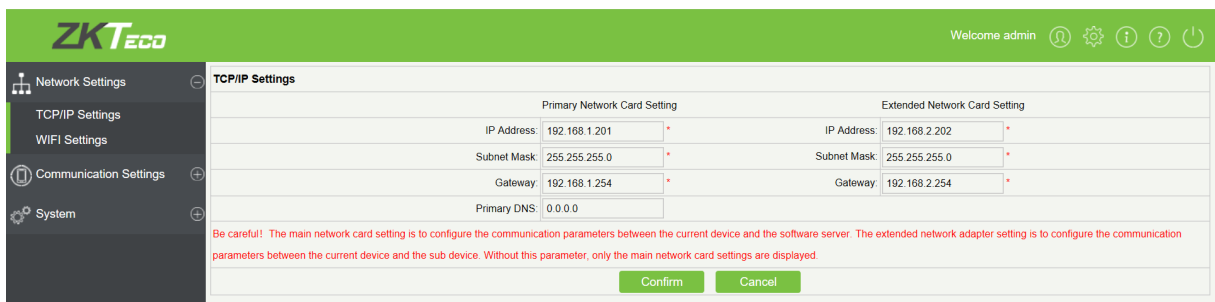 ZKTECO
Welcome admin
Network Settings
TCP/IP Settings
WIFI Settings
Communication Settings
System
TCP/IP Settings
Primary Network Card Setting Extended Network Card Setting
IP Address: 192.168.1.201 * IP Address: 192.168.2.202 *
Subnet Mask: 255.255.255.0 * Subnet Mask: 255.255.255.0 *
Gateway: 192.168.1.254 * Gateway: 192.168.2.254 *
Primary DNS: 0.0.0.0
Be careful! The main network card setting is to configure the communication parameters between the current device and the software server. The extended network adapter setting is to configure the communication
parameters between the current device and the sub device. Without this parameter, only the main network card settings are displayed.
Confirm Cancel